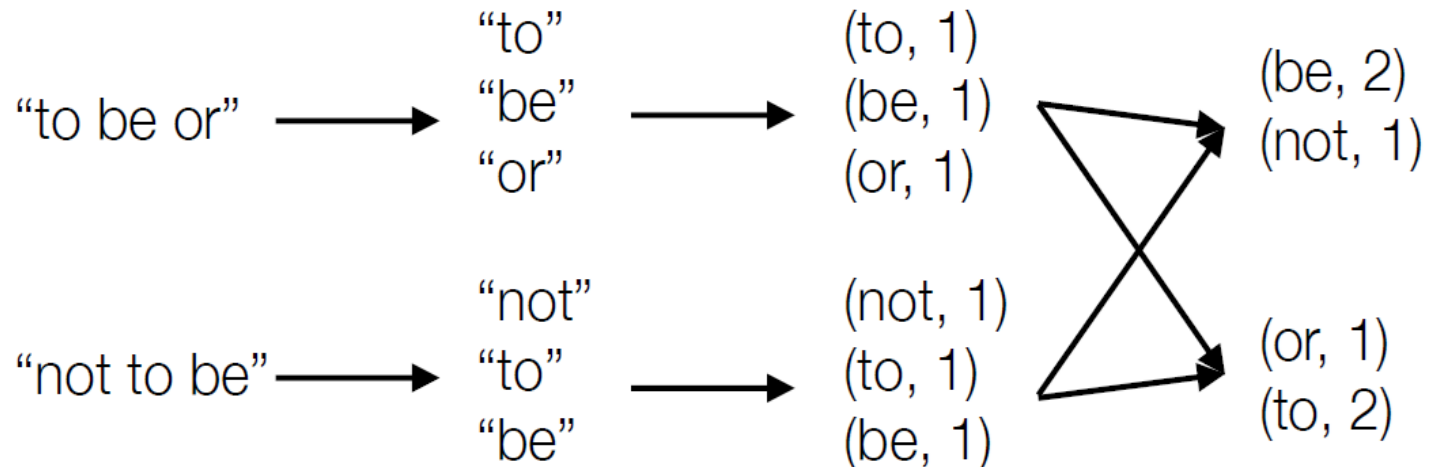 “to be or”
“to”
“be”
“or”
(to, 1)
(be, 1)
(or, 1)
(be, 2)
(not, 1)
“not to be”
“not”
“to”
“be”
(not, 1)
(to, 1)
(be, 1)
(or, 1)
(to, 2)